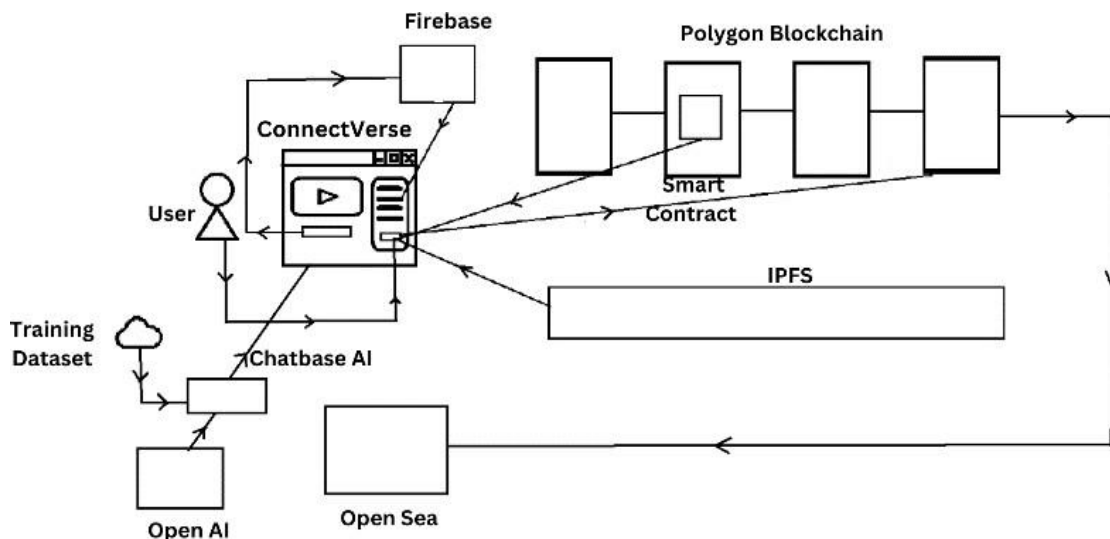 Firebase
Polygon Blockchain
ConnectVerse
User
Smart
Contract
IPFS
Training
Dataset
Chatbase AI
Open AI
Open Sea